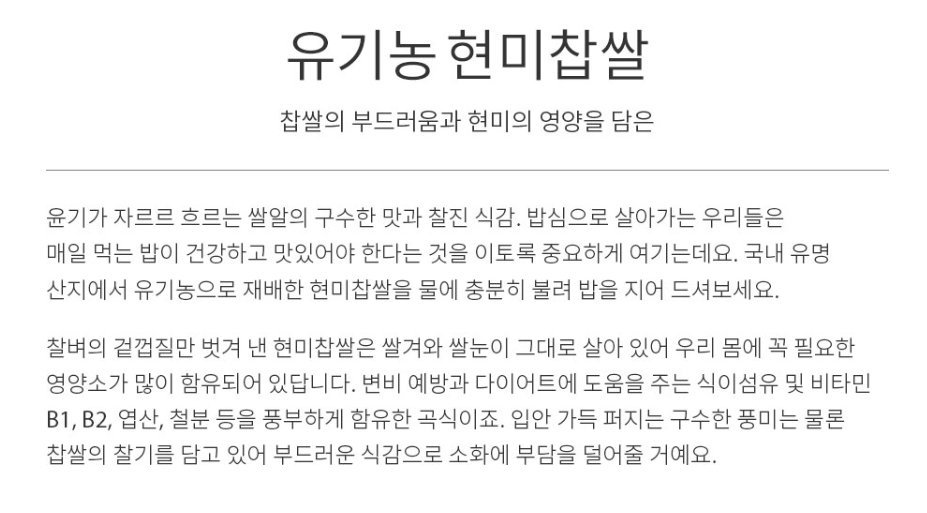 유기농 현미찹쌀
찹쌀의 부드러움과 현미의 영양을 담은
윤기가 자르르 흐르는 쌀알의 구수한 맛과 찰진 식감. 밥심으로 살아가는 우리들은
매일 먹는 밥이 건강하고 맛있어야 한다는 것을 이토록 중요하게 여기는데요. 국내 유명
산지에서 유기농으로 재배한 현미찹쌀을 물에 충분히 불려 밥을 지어 드셔보세요.
찰벼의 겉껍질만 벗겨 낸 현미찹쌀은 쌀겨와 쌀눈이 그대로 살아 있어 우리 몸에 꼭 필요한
영양소가 많이 함유되어 있답니다. 변비 예방과 다이어트에 도움을 주는 식이섬유 및 비타민
B1, B2, 엽산, 철분 등을 풍부하게 함유한 곡식이죠. 입안 가득 퍼지는 구수한 풍미는 물론
찹쌀의 찰기를 담고 있어 부드러운 식감으로 소화에 부담을 덜어줄 거예요.